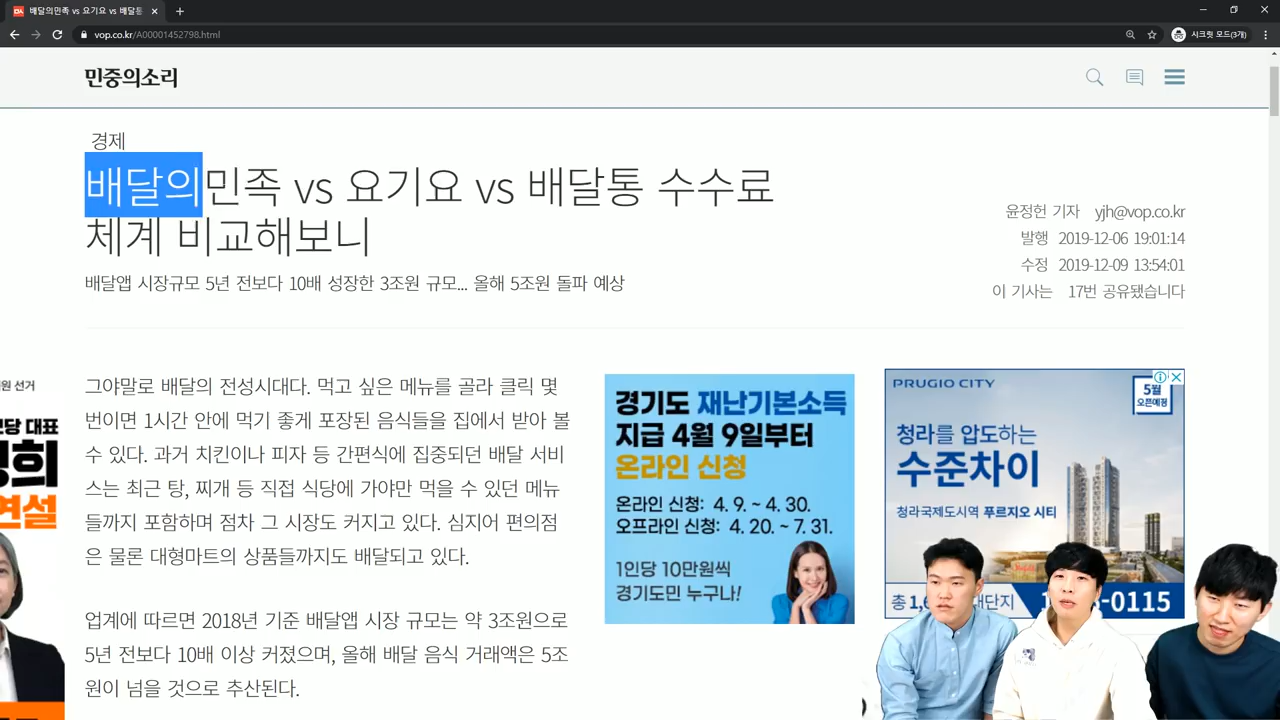 배달의민족 vs 요기요 vs 배달통
vop.co.kr/A00001452798.html
시크릿 모드(3개)
민중의소리
경제
배달의민족 vs 요기요 vs 배달통 수수료
체계 비교해보니
윤정헌 기자 yjh@vop.co.kr
발행 2019-12-06 19:01:14
수정 2019-12-09 13:54:01
이 기사는 17번 공유됐습니다
배달앱 시장규모 5년 전보다 10배 성장한 3조원 규모... 올해 5조원 돌파 예상
그야말로 배달의 전성시대다. 먹고 싶은 메뉴를 골라 클릭 몇
번이면 1시간 안에 먹기 좋게 포장된 음식들을 집에서 받아 볼
수 있다. 과거 치킨이나 피자 등 간편식에 집중되던 배달 서비
스는 최근 탕, 찌개 등 직접 식당에 가야만 먹을 수 있던 메뉴
들까지 포함하며 점차 그 시장도 커지고 있다. 심지어 편의점
은 물론 대형마트의 상품들까지도 배달되고 있다.
업계에 따르면 2018년 기준 배달앱 시장 규모는 약 3조원으로
5년 전보다 10배 이상 커졌으며, 올해 배달 음식 거래액은 5조
원이 넘을 것으로 추산된다.
원 선거
당 대표
희
연설
경기도 재난기본소득
지급 4월 9일부터
온라인 신청
온라인 신청: 4. 9. ~ 4. 30.
오프라인 신청: 4. 20. ~ 7. 31.
1인당 10만원씩
경기도민 누구나!
PRUGIO CITY
5월
오픈예정
청라를 압도하는
수준차이
청라국제도시역 푸르지오 시티
총 1,6
대단지
-0115